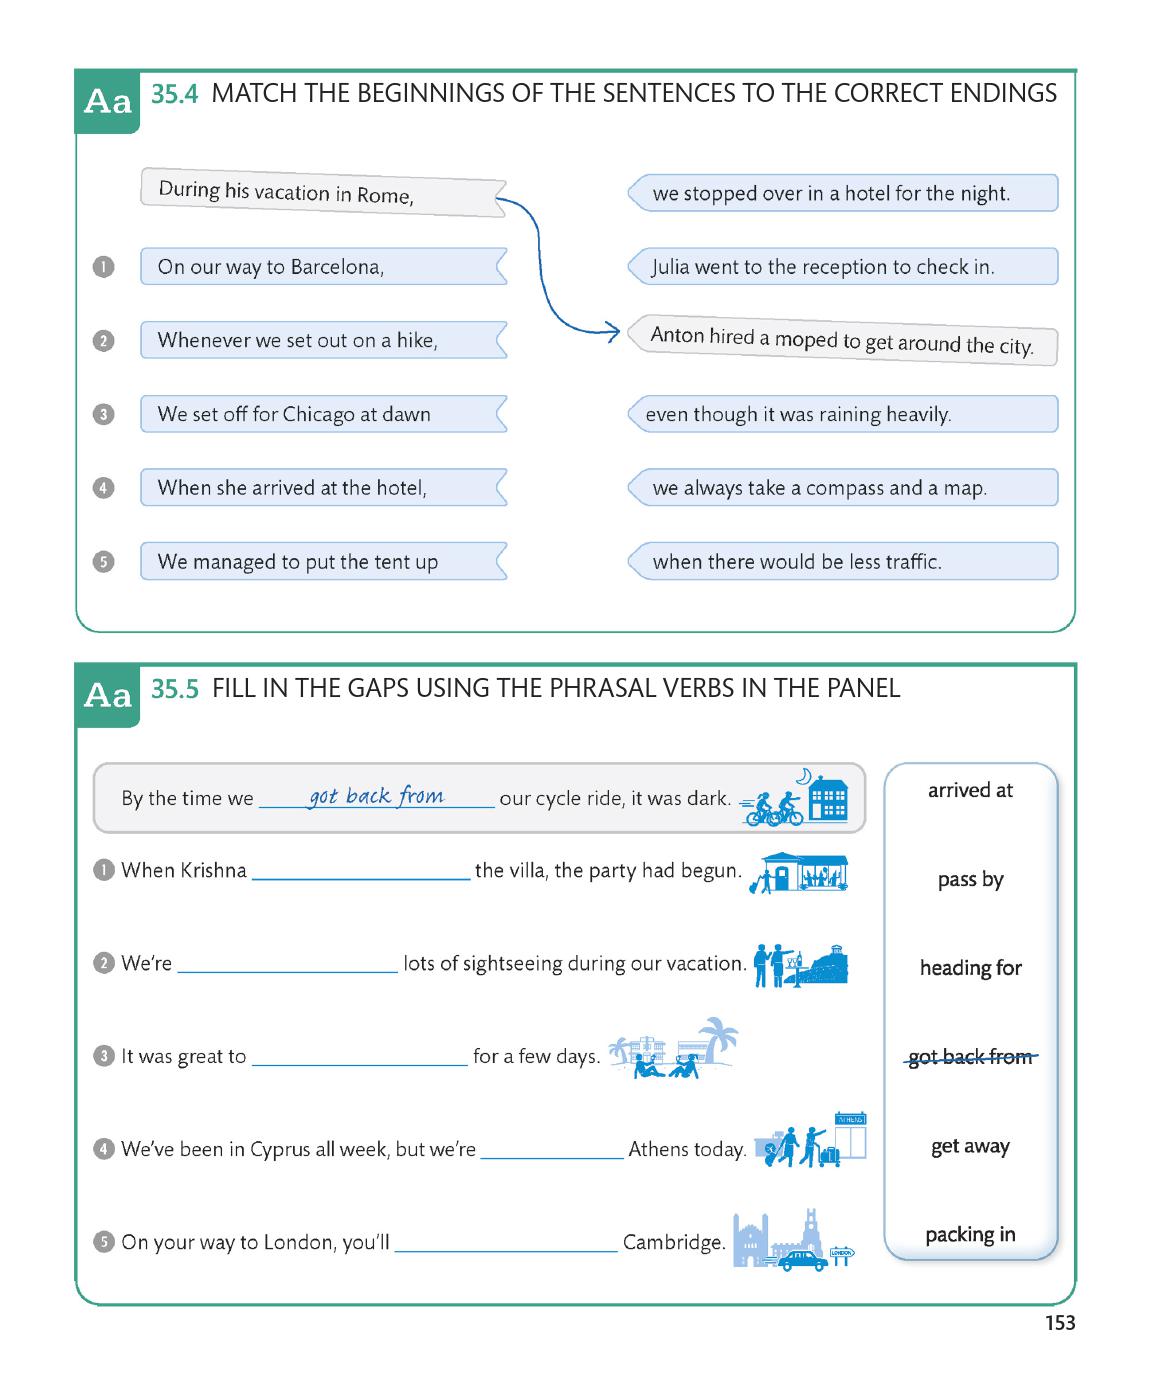 Aa 35.4 MATCH THE BEGINNINGS OF THE SENTENCES TO THE CORRECT ENDINGS
During his vacation in Rome,
we stopped over in a hotel for the night.
1 On our way to Barcelona,
Julia went to the reception to check in.
2 Whenever we set out on a hike,
Anton hired a moped to get around the city.
3 We set off for Chicago at dawn
even though it was raining heavily.
4 When she arrived at the hotel,
we always take a compass and a map.
5 We managed to put the tent up
when there would be less traffic.
Aa 35.5 FILL IN THE GAPS USING THE PHRASAL VERBS IN THE PANEL
By the time we got back from our cycle ride, it was dark.
1 When Krishna ____ the villa, the party had begun.
2 We're ____ lots of sightseeing during our vacation.
3 It was great to ____ for a few days.
4 We've been in Cyprus all week, but we're ____ Athens today.
ATHENS
5 On your way to London, you'll ____ Cambridge.
LONDON
arrived at
pass by
heading for
got back from
get away
packing in
153